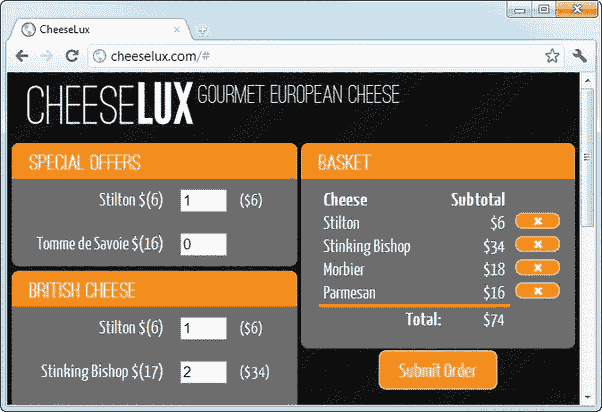 CheeseLux
cheeselux.com/#
CHEESELUX GOURMET EUROPEAN CHEESE
SPECIAL OFFERS
Stilton $(6) 1 ($6)
Tomme de Savoie $(16) 0
BRITISH CHEESE
Stilton $(6) 1 ($6)
Stinking Bishop $(17) 2 ($34)
BASKET
Cheese Subtotal
Stilton $6
Stinking Bishop $34
Morbier $18
Parmesan $16
Total: $74
Submit Order